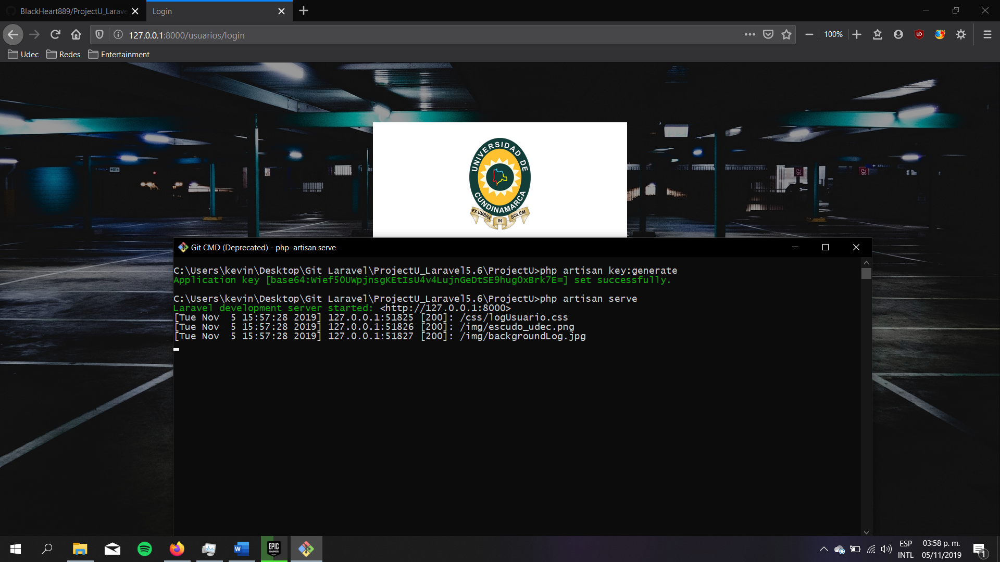 BlackHeart889/ProjectU_Larave
Login
127.0.0.1:8000/usuarios/login
100%
Udec
Redes
Entertainment
UNIVERSIDAD DE
CUNDINAMARCA
EX UMBRA
IN
SOLEM
Git CMD (Deprecated) - php  artisan serve
C:\Users\kevin\Desktop\Git Laravel\ProjectU_Laravel5.6\ProjectU>php artisan key:generate
Application key [base64:Wief5OUWpjnsgKEtIsU4v4LujnGeDtSE9hugOxBrk7E=] set successfully.
C:\Users\kevin\Desktop\Git Laravel\ProjectU_Laravel5.6\ProjectU>php artisan serve
Laravel development server started: <http://127.0.0.1:8000>
[Tue Nov  5 15:57:28 2019] 127.0.0.1:51825 [200]: /css/logUsuario.css
[Tue Nov  5 15:57:28 2019] 127.0.0.1:51826 [200]: /img/escudo_udec.png
[Tue Nov  5 15:57:28 2019] 127.0.0.1:51827 [200]: /img/backgroundLog.jpg
EPIC
GAMES
ESP
INTL
03:58 p. m.
05/11/2019
1